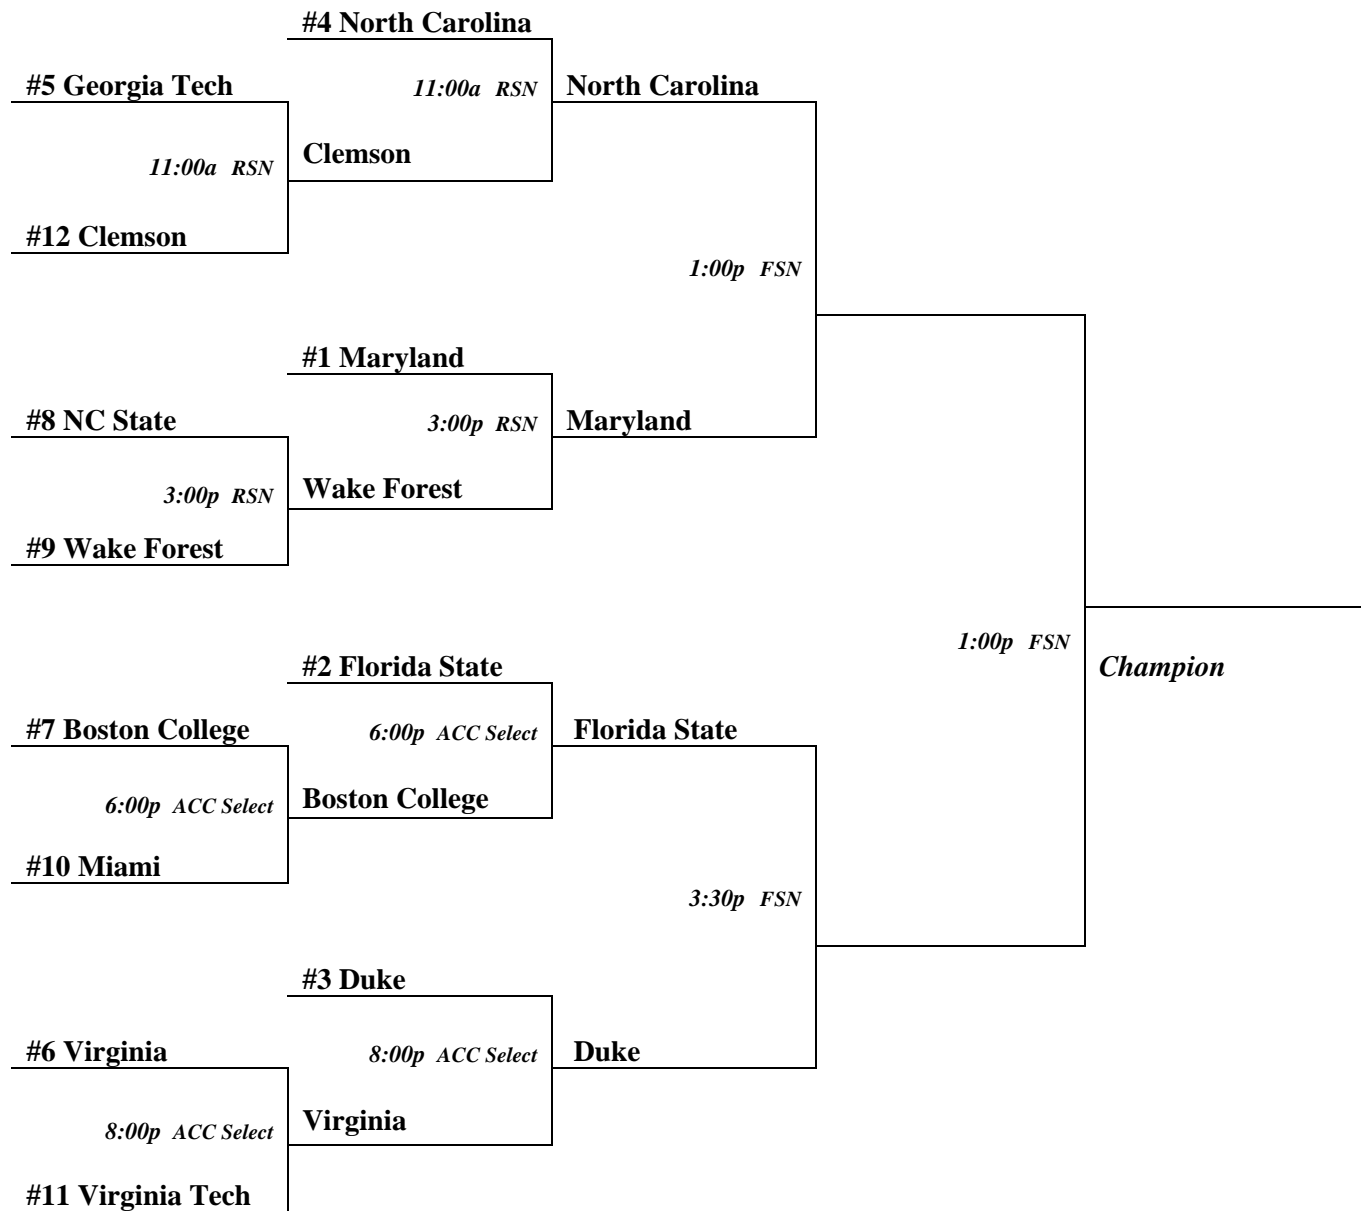 #4 North Carolina
#5 Georgia Tech
11:00a RSN
North Carolina
11:00a RSN
Clemson
#12 Clemson
1:00p FSN
#1 Maryland
#8 NC State
3:00p RSN
Maryland
3:00p RSN
Wake Forest
#9 Wake Forest
1:00p FSN
#2 Florida State
Champion
#7 Boston College
6:00p ACC Select
Florida State
6:00p ACC Select
Boston College
#10 Miami
3:30p FSN
#3 Duke
#6 Virginia
8:00p ACC Select
Duke
8:00p ACC Select
Virginia
#11 Virginia Tech